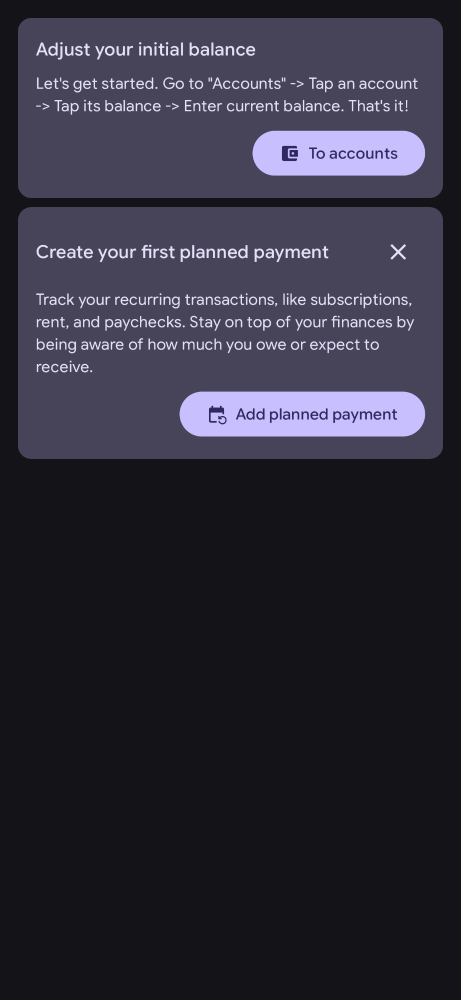 Adjust your initial balance
Let's get started. Go to "Accounts" -> Tap an account
-> Tap its balance -> Enter current balance. That's it!
To accounts
Create your first planned payment
Track your recurring transactions, like subscriptions,
rent, and paychecks. Stay on top of your finances by
being aware of how much you owe or expect to
receive.
Add planned payment